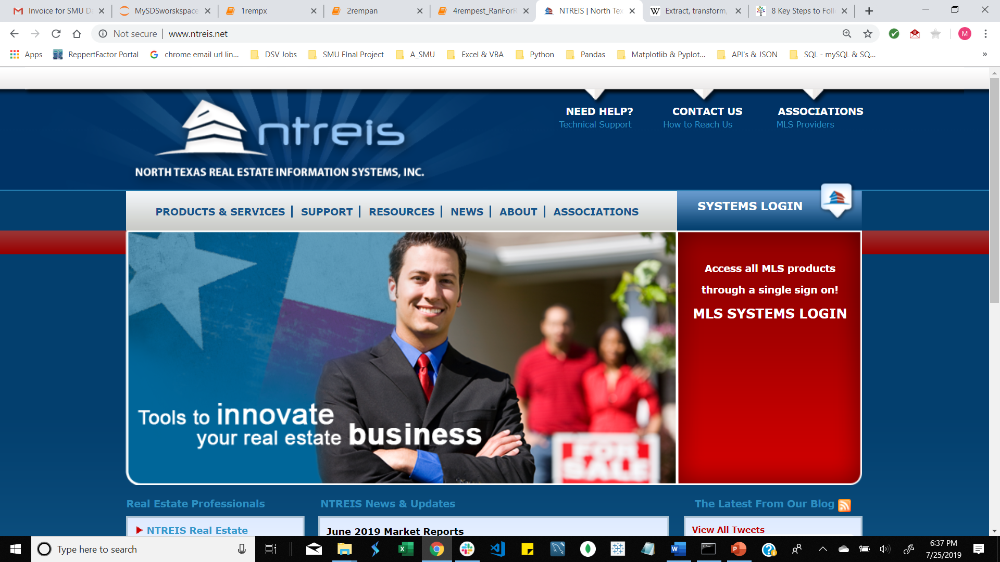 Invoice for SMU D
MySDSworskspace
1rempx
2rempan
4rempest_RanForR
NTREIS | North Tex
Extract, transform,
8 Key Steps to Foll
Not secure
www.ntreis.net
M
Apps
ReppertFactor Portal
chrome email url lin...
DSV Jobs
SMU FInal Project
A_SMU
Excel & VBA
Python
Pandas
Matplotlib & Pyplot...
API's & JSON
SQL - mySQL & SQ...
»
ntreis
NORTH TEXAS REAL ESTATE INFORMATION SYSTEMS, INC.
NEED HELP?
Technical Support
CONTACT US
How to Reach Us
ASSOCIATIONS
MLS Providers
PRODUCTS & SERVICES | SUPPORT | RESOURCES | NEWS | ABOUT | ASSOCIATIONS
SYSTEMS LOGIN
Tools to innovate
your real estate business
FOR
SALE
Access all MLS products
through a single sign on!
MLS SYSTEMS LOGIN
Real Estate Professionals
NTREIS Real Estate
NTREIS News & Updates
June 2019 Market Reports
The Latest From Our Blog
View All Tweets
Type here to search
6:37 PM
7/25/2019